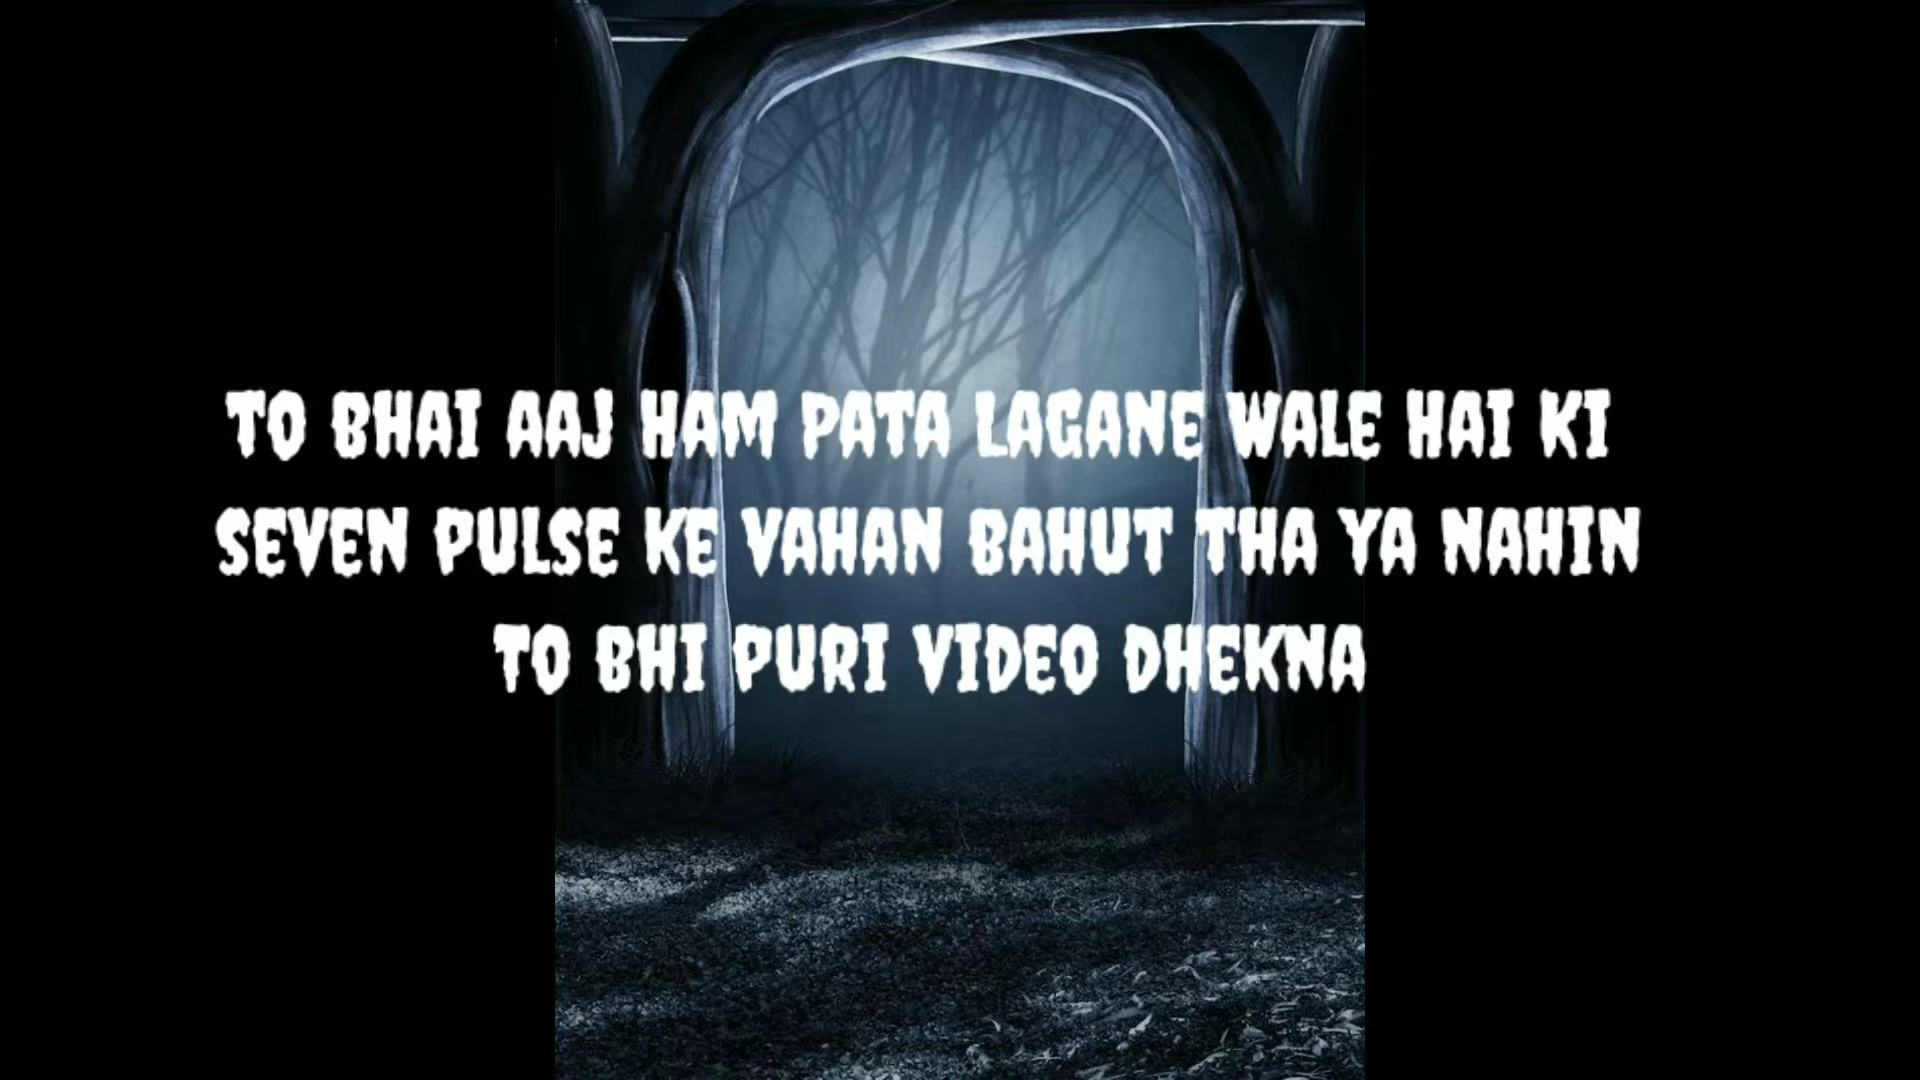 TO BHAI AAJ HAM PATA LAGANE WALE HAI KI
SEVEN PULSE KE VAHAN BAHUT THA YA NAHIN
TO BHI PURI VIDEO DHEKNA